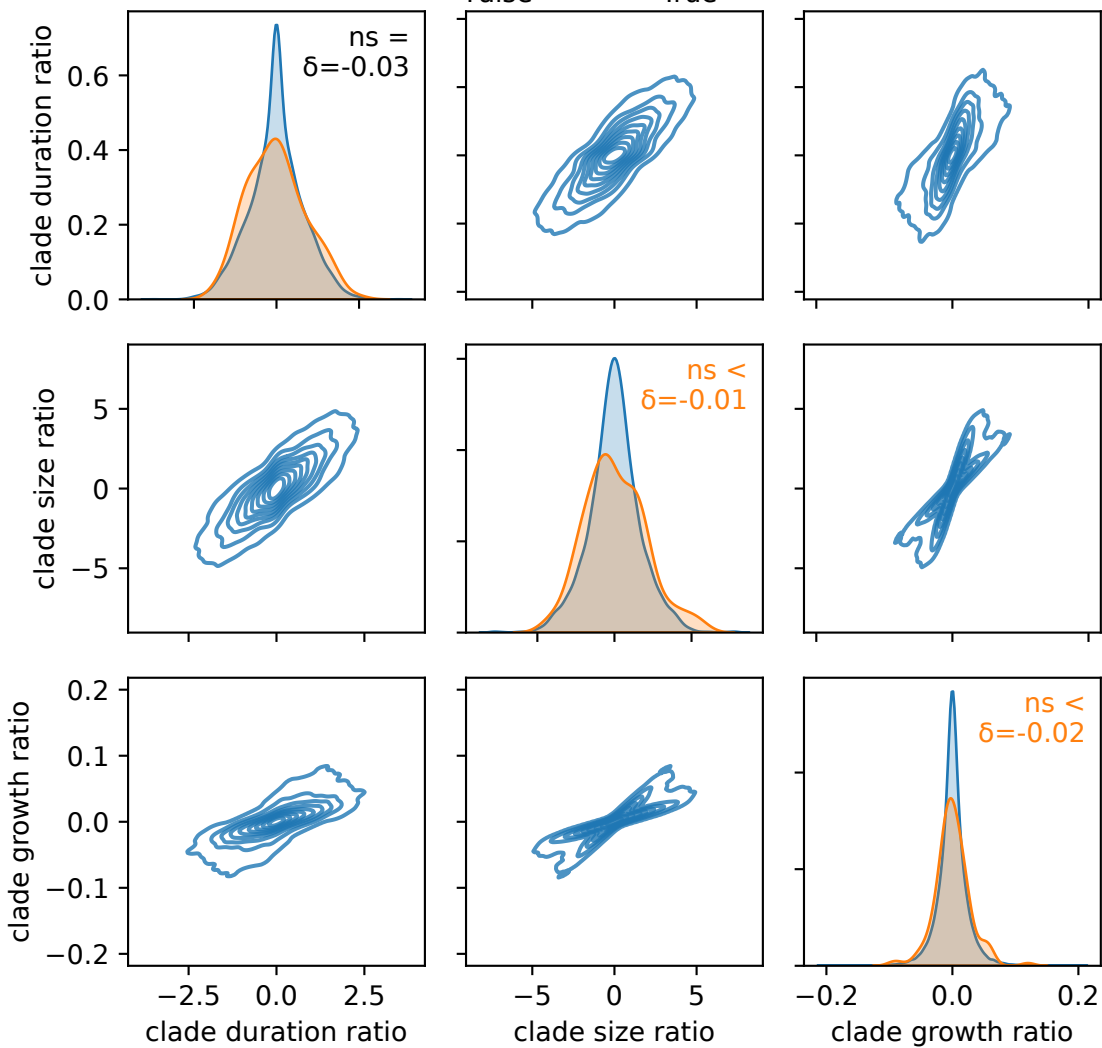 clade duration ratio
0.6
0.4
0.2
0.0
ns =
δ=-0.03
clade size ratio
5
0
−5
ns <
δ=-0.01
clade growth ratio
0.2
0.1
0.0
−0.1
−0.2
ns <
δ=-0.02
−2.5 0.0 2.5
−5 0 5
−0.2 0.0 0.2
clade duration ratio
clade size ratio
clade growth ratio